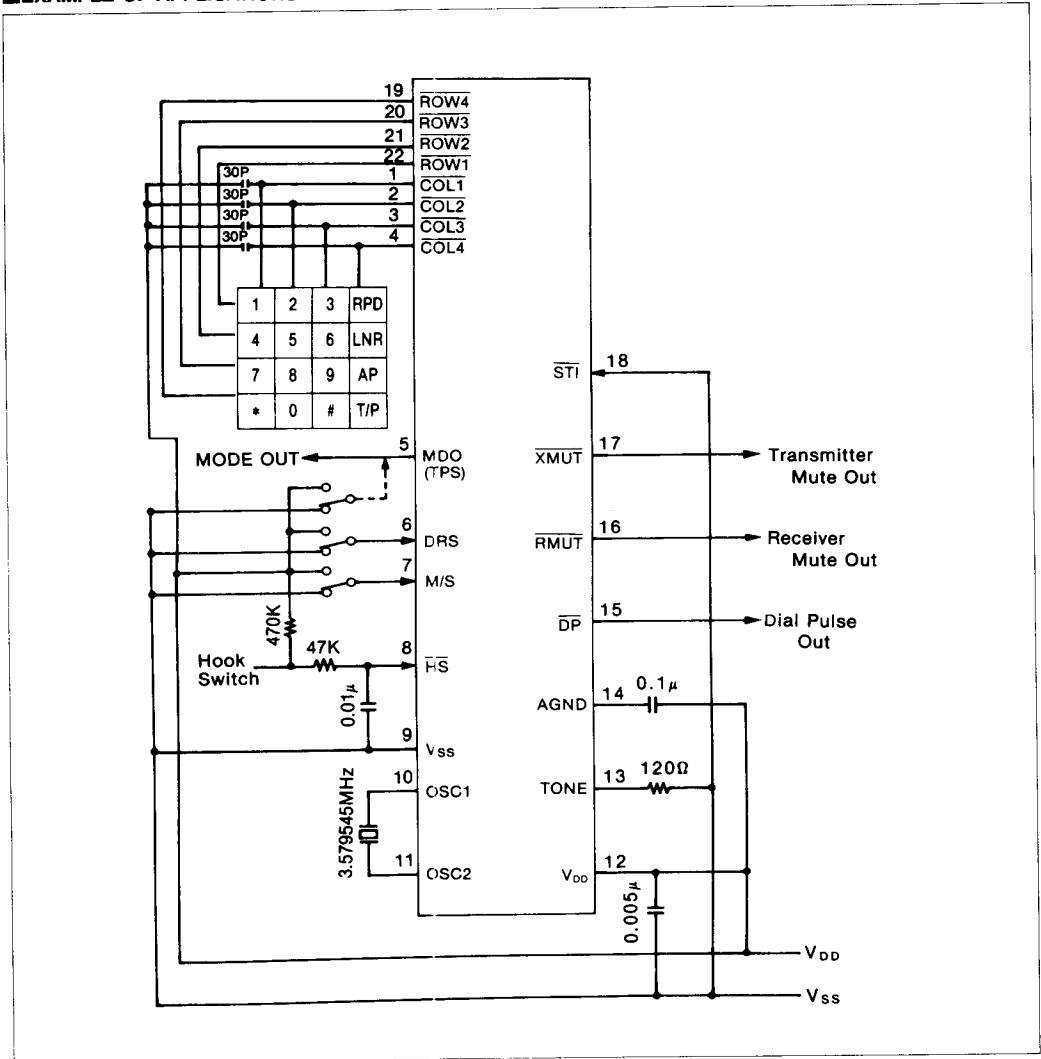 19
ROW4
20
ROW3
21
ROW2
22
ROW1
30P
1
COL1
30P
2
COL2
30P
3
COL3
30P
4
COL4
1 2 3 RPD
4 5 6 LNR
7 8 9 AP
* 0 # T/P
STI
18
MODE OUT
5
MDO
(TPS)
XMUT
17
Transmitter
Mute Out
6
DRS
RMUT
16
Receiver
Mute Out
7
M/S
DP
15
Dial Pulse
Out
470K
47K
Hook
Switch
8
HS
0.01μ
AGND
14
0.1μ
9
Vss
10
OSC1
TONE
13
120Ω
3.579545MHz
11
OSC2
VDD
12
0.005μ
VDD
Vss